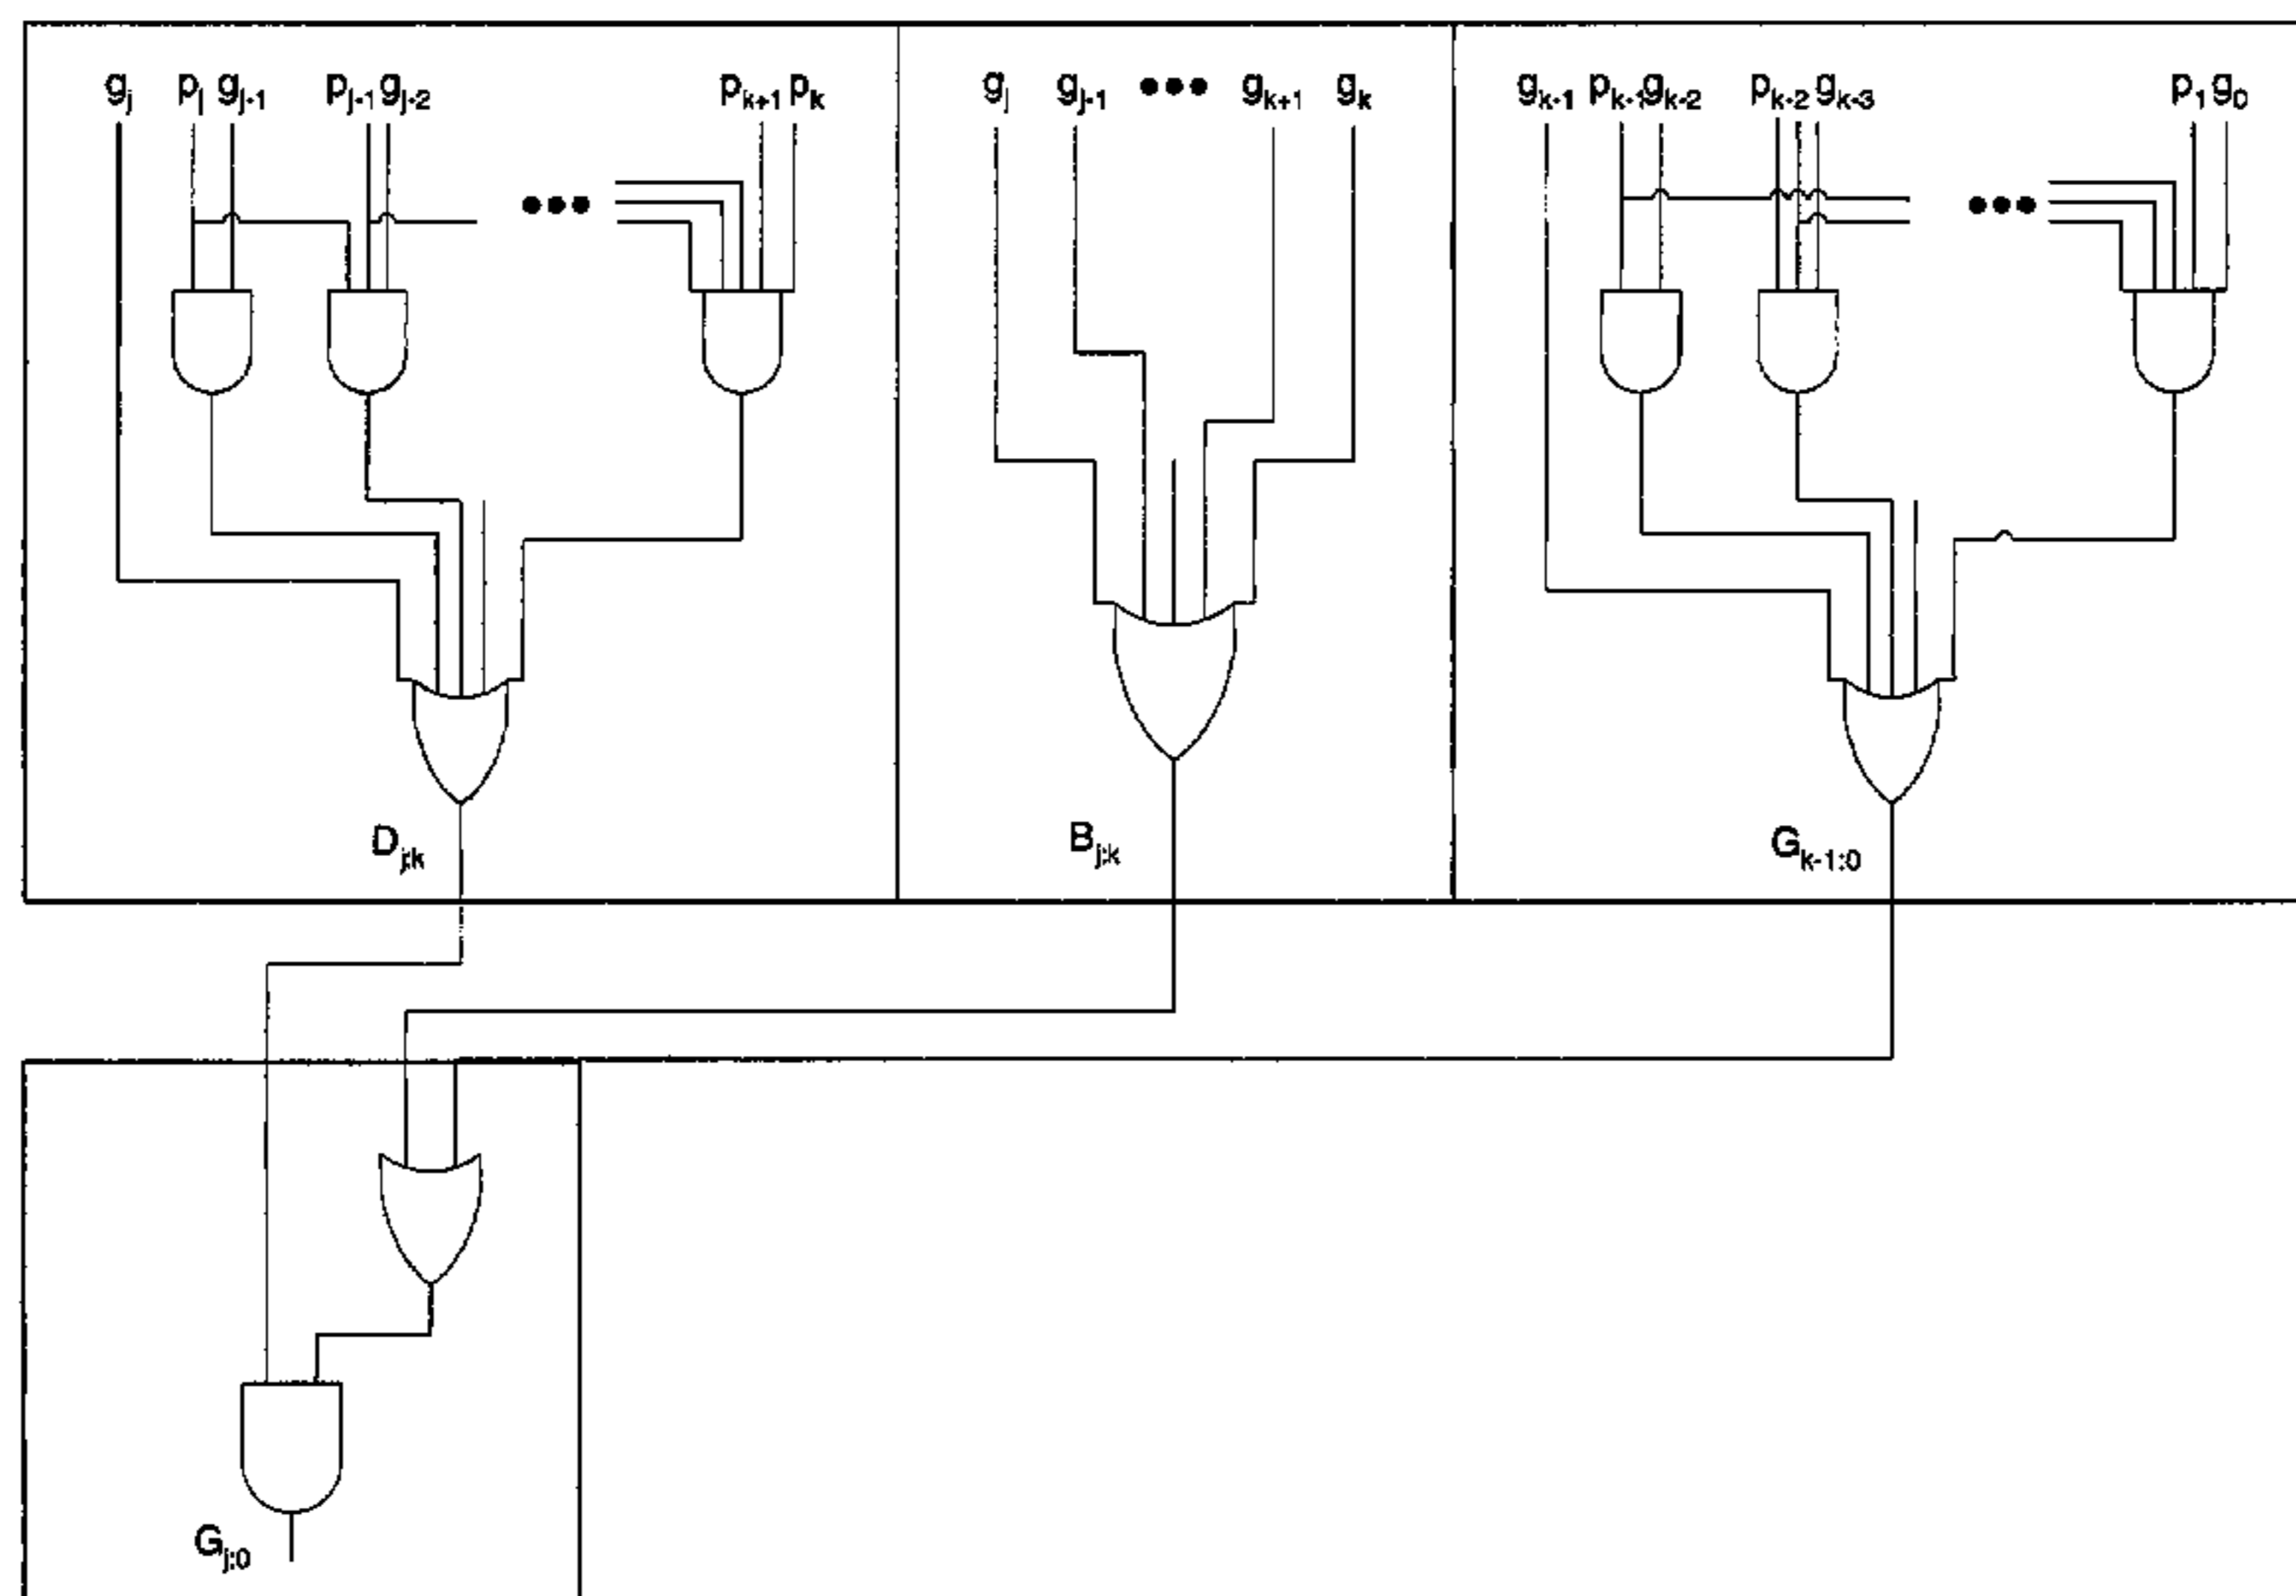 gj pj gj-1 pj-1 gj-2 ••• pk+1 pk
gj gj-1 ••• gk+1 gk
gk-1 pk-1 gk-2 pk-2 gk-3 ••• p1 g0
Dj:k
Bj:k
Gk-1:0
Gj:0